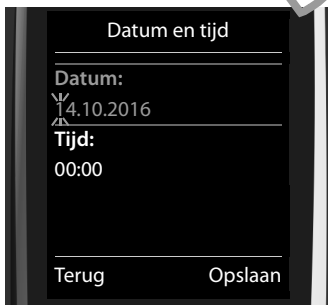 Datum en tijd
Datum:
14.10.2016
Tijd:
00:00
Terug Opslaan